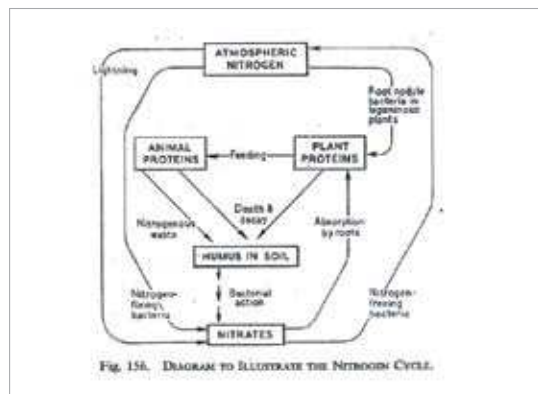 ATMOSPHERIC
NITROGEN
Lightning
Root nodule
bacteria in
leguminous
plants
ANIMAL
PROTEINS
Feeding
PLANT
PROTEINS
Nitrogenous
waste
Death &
decay
Absorption
by roots
HUMUS IN SOIL
Nitrogen-
fixing
bacteria
Bacterial
action
Nitrogen-
freeing
bacteria
NITRATES
Fig. 156. DIAGRAM TO ILLUSTRATE THE NITROGEN CYCLE.